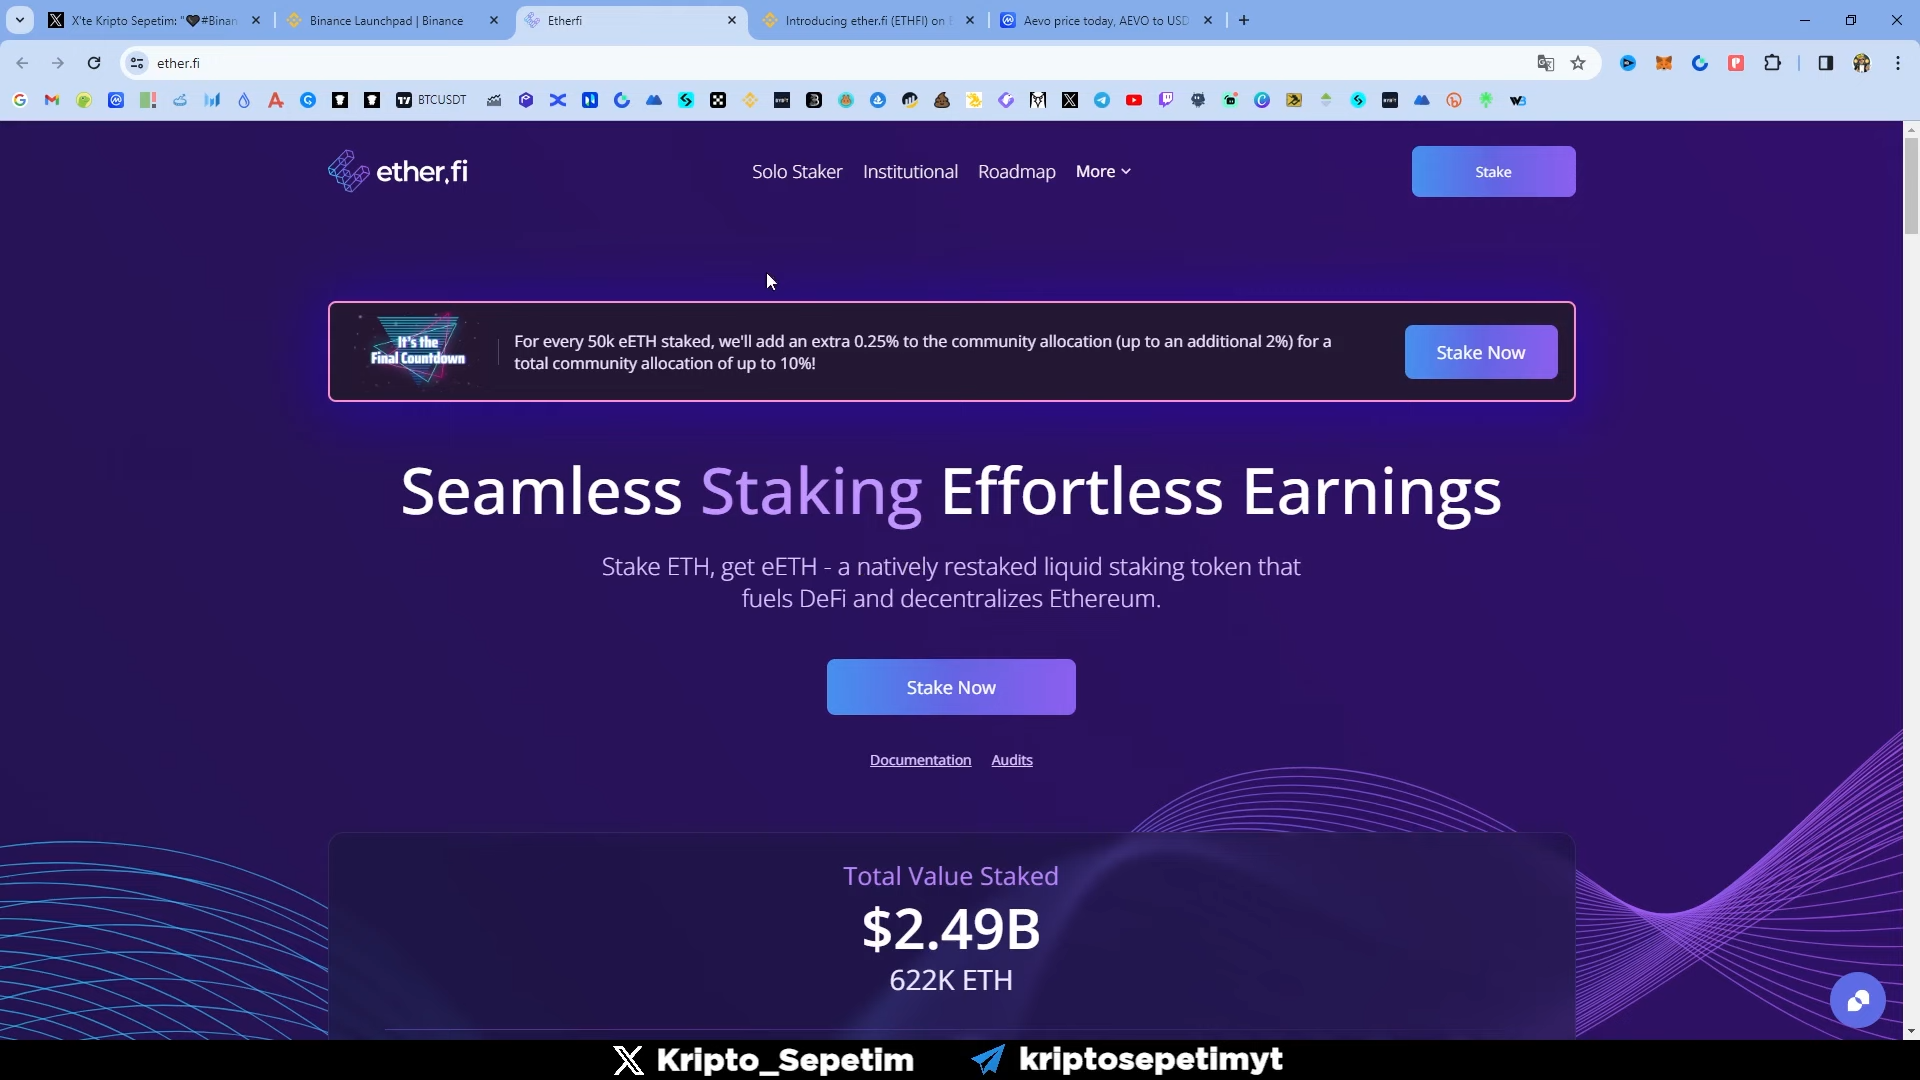 X'te Kripto Sepetim: "🖤#Binan
Binance Launchpad | Binance
Etherfi
Introducing ether.fi (ETHFI) on
Aevo price today, AEVO to USD
ether.fi
BTCUSDT
ether.fi
Solo Staker
Institutional
Roadmap
More
Stake
It's the
Final Countdown
For every 50k eETH staked, we'll add an extra 0.25% to the community allocation (up to an additional 2%) for a
total community allocation of up to 10%!
Stake Now
Seamless Staking Effortless Earnings
Stake ETH, get eETH - a natively restaked liquid staking token that
fuels DeFi and decentralizes Ethereum.
Stake Now
Documentation
Audits
Total Value Staked
$2.49B
622K ETH
Kripto_Sepetim
kriptosepetimyt